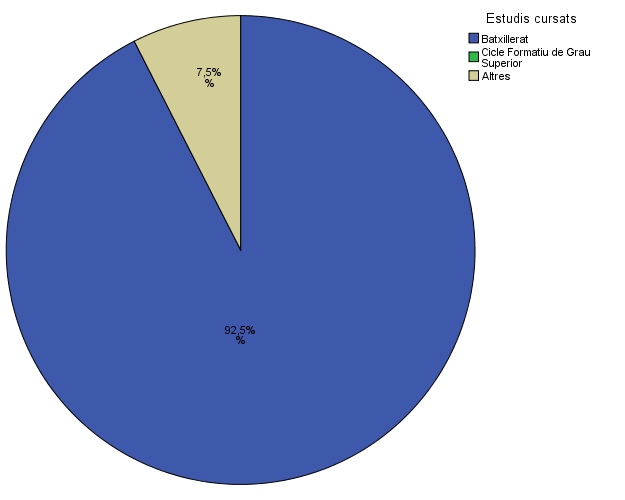 Estudis cursats
Batxillerat
Cicle Formatiu de Grau
Superior
Altres
7,5%
%
92,5%
%